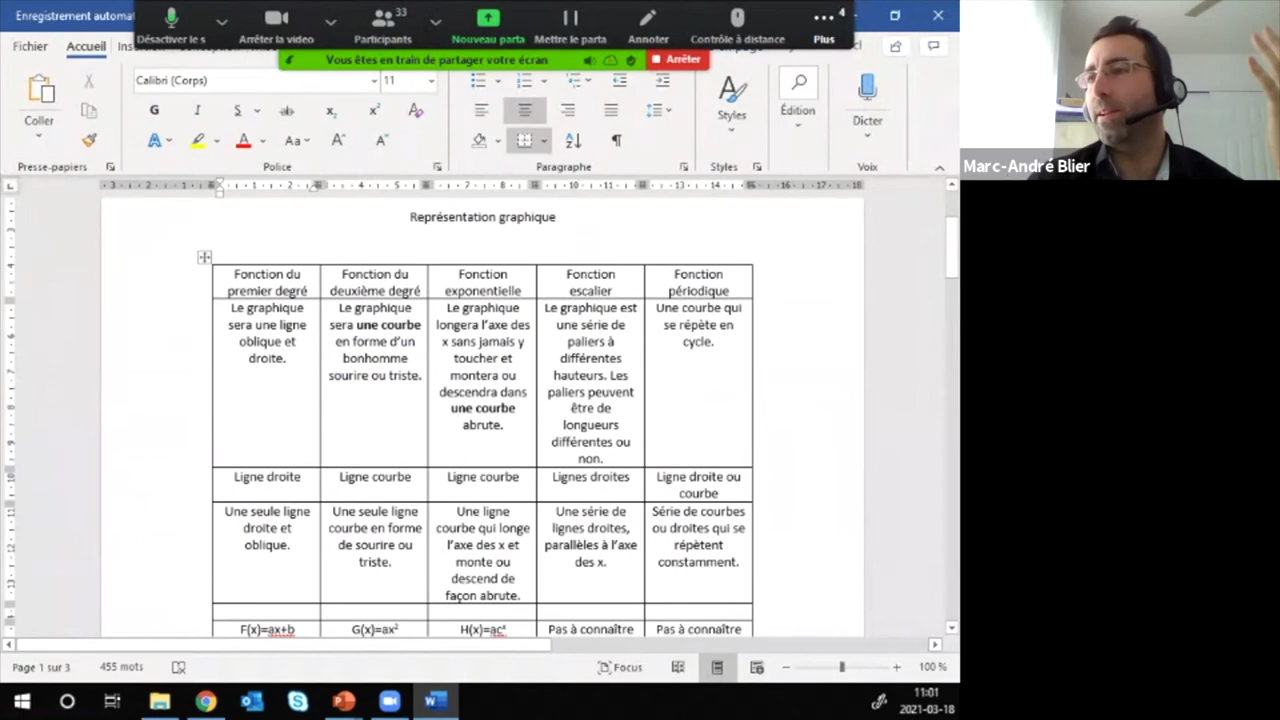 Enregistrement automat
Désactiver le s
Arrêter la video
33
Participants
Nouveau parta
Mettre le parta
Annoter
Contrôle à distance
4
Plus
Vous êtes en train de partager votre écran
Arrêter
Fichier
Accueil
Coller
Presse-papiers
Calibri (Corps)
11
Police
Paragraphe
Styles
Styles
Édition
Dicter
Voix
Marc-André Blier
Représentation graphique
Fonction du
premier degré
Fonction du
deuxième degré
Fonction
exponentielle
Fonction
escalier
Fonction
périodique
Le graphique
sera une ligne
oblique et
droite.
Le graphique
sera une courbe
en forme d’un
bonhomme
sourire ou triste.
Le graphique
longera l’axe des
x sans jamais y
toucher et
montera ou
descendra dans
une courbe
abrute.
Le graphique est
une série de
paliers à
différentes
hauteurs. Les
paliers peuvent
être de
longueurs
différentes ou
non.
Une courbe qui
se répète en
cycle.
Ligne droite
Ligne courbe
Ligne courbe
Lignes droites
Ligne droite ou
courbe
Une seule ligne
droite et
oblique.
Une seule ligne
courbe en forme
de sourire ou
triste.
Une ligne
courbe qui longe
l’axe des x et
monte ou
descend de
façon abrute.
Une série de
lignes droites,
parallèles à l’axe
des x.
Série de courbes
ou droites qui se
répètent
constamment.
F(x)=ax+b
G(x)=ax²
H(x)=acˣ
Pas à connaître
Pas à connaître
Page 1 sur 3
455 mots
Focus
100 %
11:01
2021-03-18